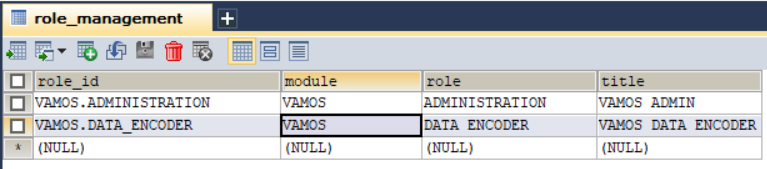 role_management
role_id module role title
VAMOS.ADMINISTRATION VAMOS ADMINISTRATION VAMOS ADMIN
VAMOS.DATA_ENCODER VAMOS DATA ENCODER VAMOS DATA ENCODER
* (NULL) (NULL) (NULL) (NULL)